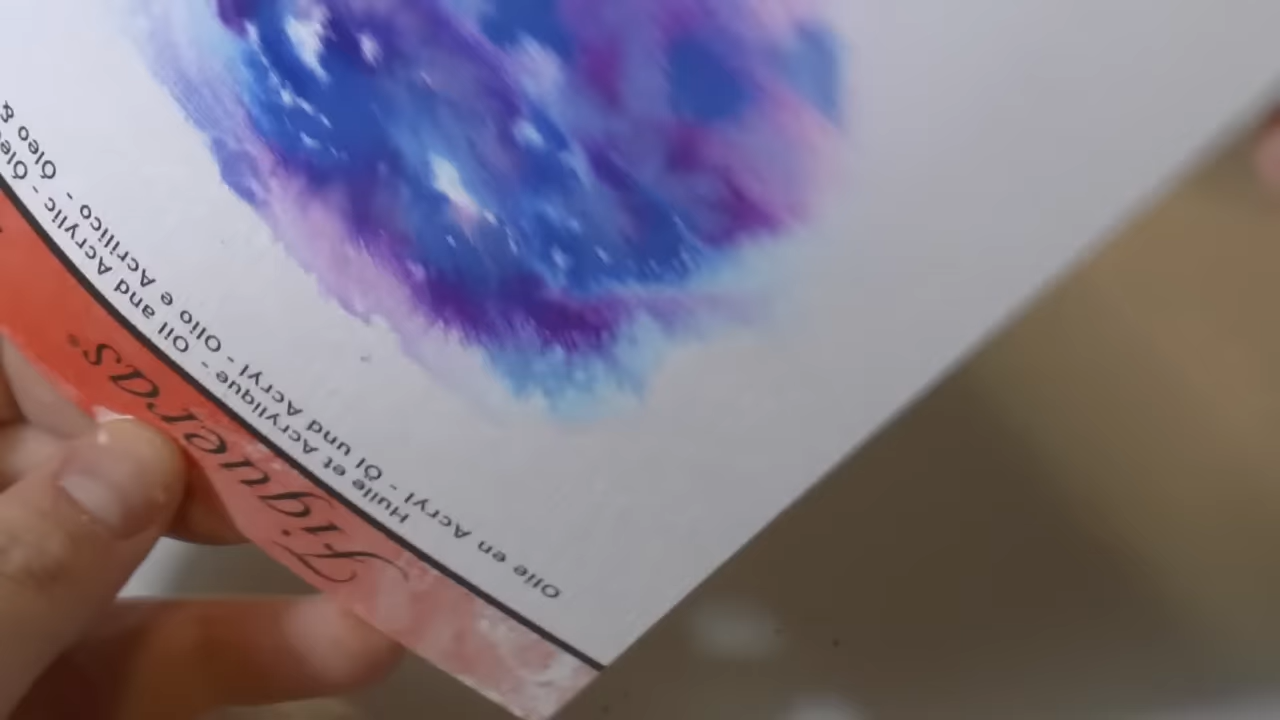 Figueras®
Huile et Acrylique - Oil and Acrylic - Óleo
Olie en Acryl - Öl und Acryl - Olio e Acrilico - Óleo &